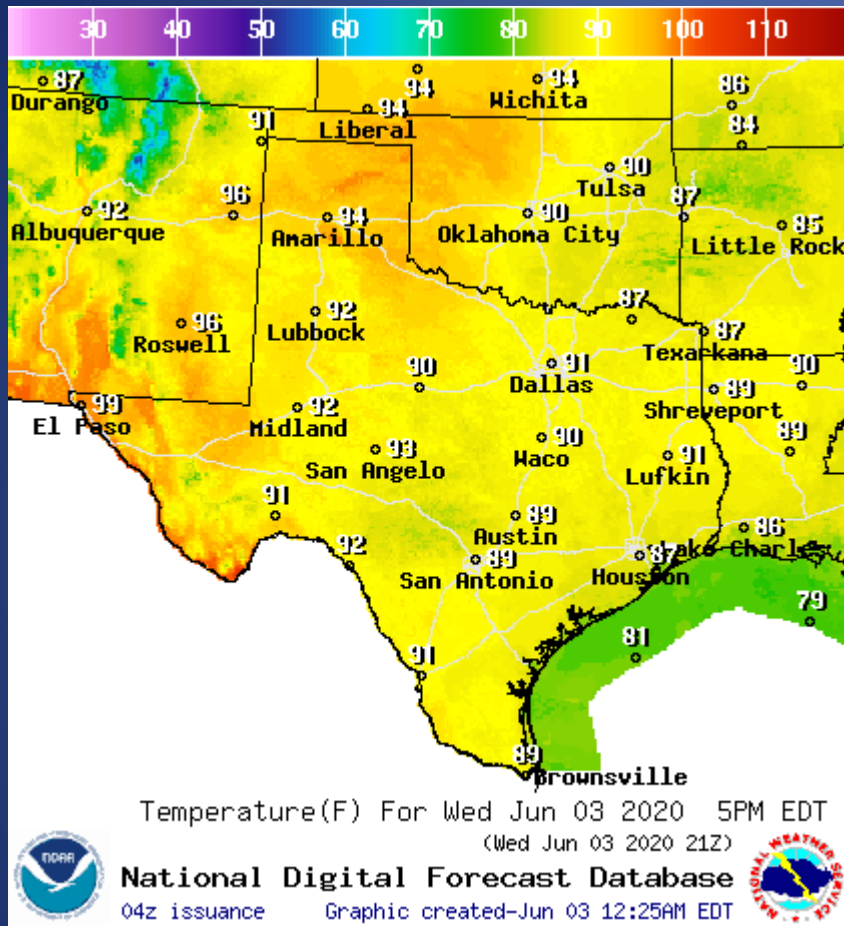 30 40 50 60 70 80 90 100 110
87
Durango
94
94
Wichita
94
Liberal
86
84
91
90
Tulsa
92
Albuquerque
96
94
Amarillo
90
Oklahoma City
87
85
Little Rock
96
Roswell
92
Lubbock
87
87
Texarkana
91
Dallas
90
90
89
Shreveport
99
El Paso
92
Midland
93
San Angelo
90
Waco
91
Lufkin
89
91
89
Austin
86
Lake Charles
92
89
San Antonio
87
Houston
79
81
91
89
Brownsville
Temperature(F) For Wed Jun 03 2020 5PM EDT
(Wed Jun 03 2020 21Z)
National Digital Forecast Database
04z issuance Graphic created-Jun 03 12:25AM EDT
noaa
NATIONAL WEATHER SERVICE